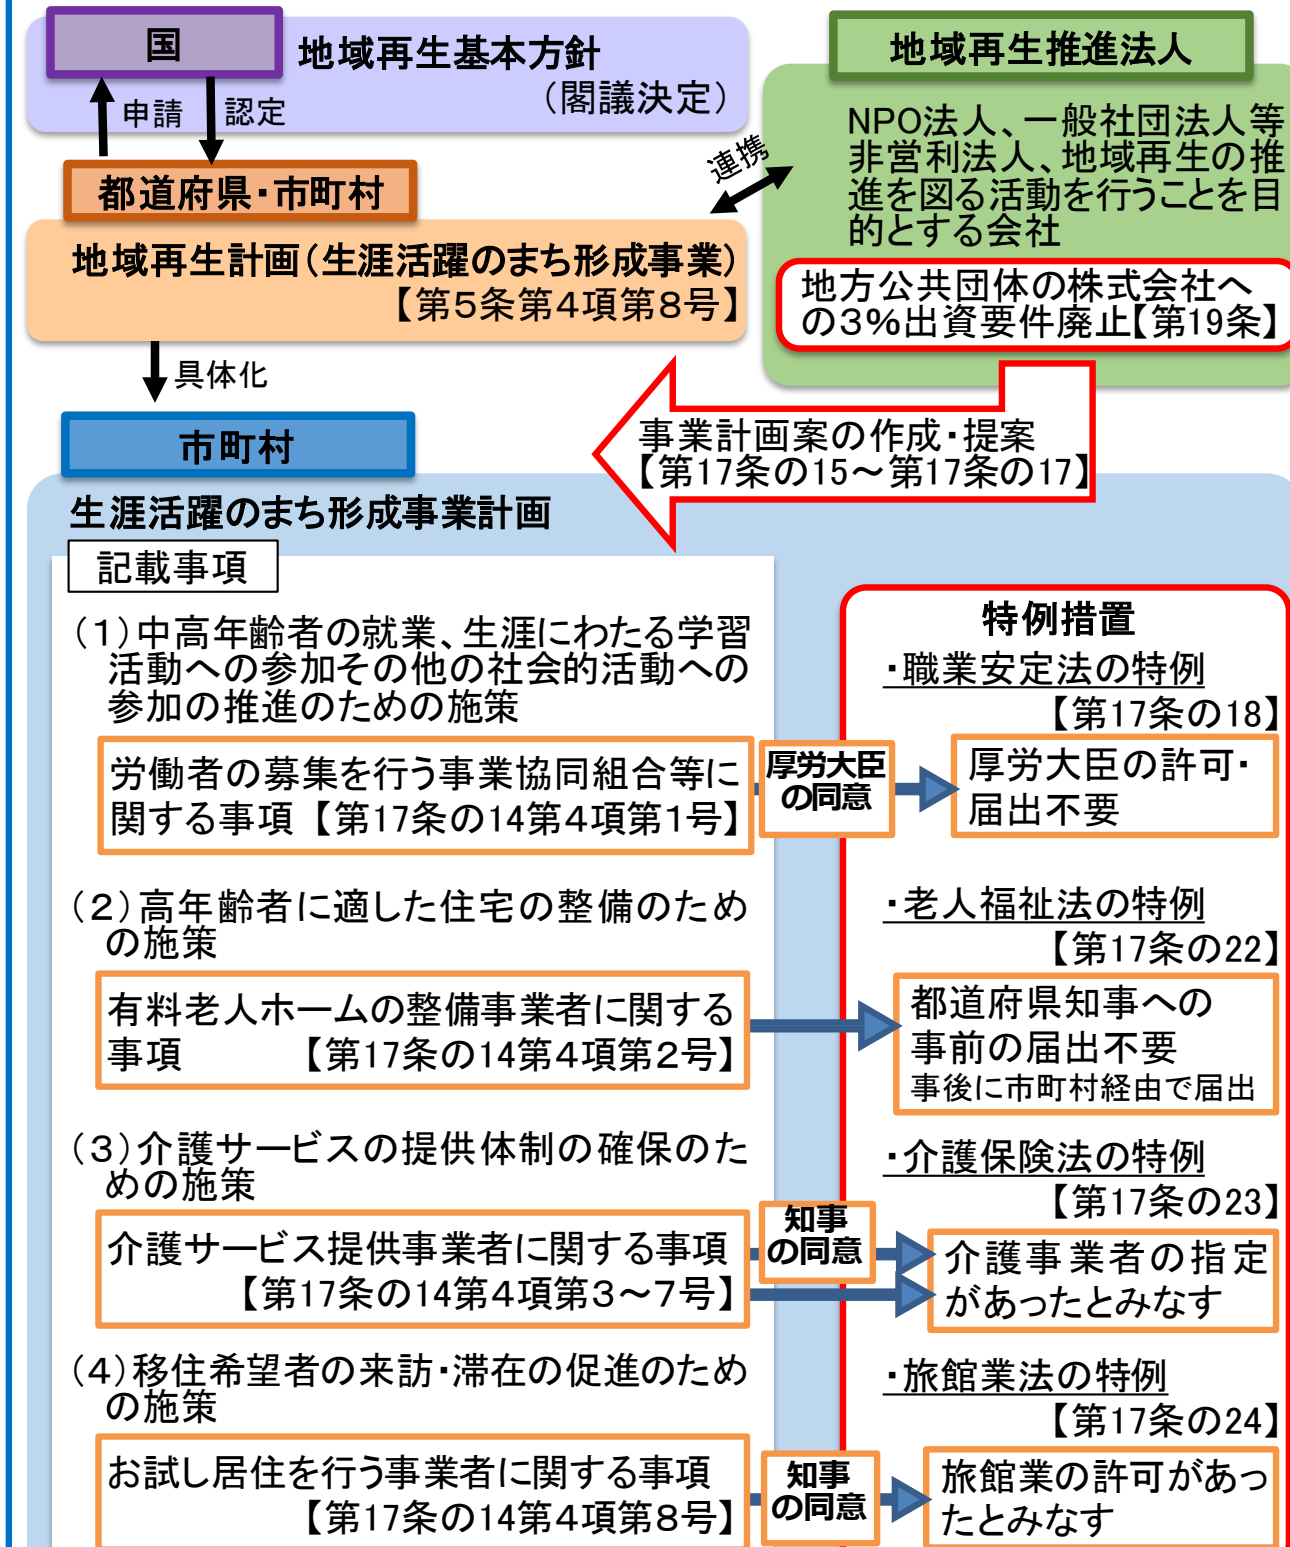 国
地域再生基本方針
（閣議決定）
申請
認定
都道府県・市町村
地域再生計画（生涯活躍のまち形成事業）
【第５条第４項第８号】
連携
地域再生推進法人
NPO法人、一般社団法人等
非営利法人、地域再生の推
進を図る活動を行うことを目
的とする会社
地方公共団体の株式会社へ
の３％出資要件廃止【第19条】
具体化
事業計画案の作成・提案
【第17条の15～第17条の17】
市町村
生涯活躍のまち形成事業計画
記載事項
（１）中高年齢者の就業、生涯にわたる学習
活動への参加その他の社会的活動への
参加の推進のための施策
労働者の募集を行う事業協同組合等に
関する事項【第17条の14第４項第１号】
厚労大臣
の同意
特例措置
・職業安定法の特例
【第17条の18】
厚労大臣の許可・
届出不要
（２）高年齢者に適した住宅の整備のため
の施策
有料老人ホームの整備事業者に関する
事項　【第17条の14第４項第２号】
・老人福祉法の特例
【第17条の22】
都道府県知事への
事前の届出不要
事後に市町村経由で届出
（３）介護サービスの提供体制の確保のた
めの施策
介護サービス提供事業者に関する事項
【第17条の14第４項第３～７号】
知事
の同意
・介護保険法の特例
【第17条の23】
介護事業者の指定
があったとみなす
（４）移住希望者の来訪・滞在の促進のため
の施策
お試し居住を行う事業者に関する事項
【第17条の14第４項第８号】
知事
の同意
・旅館業法の特例
【第17条の24】
旅館業の許可があっ
たとみなす